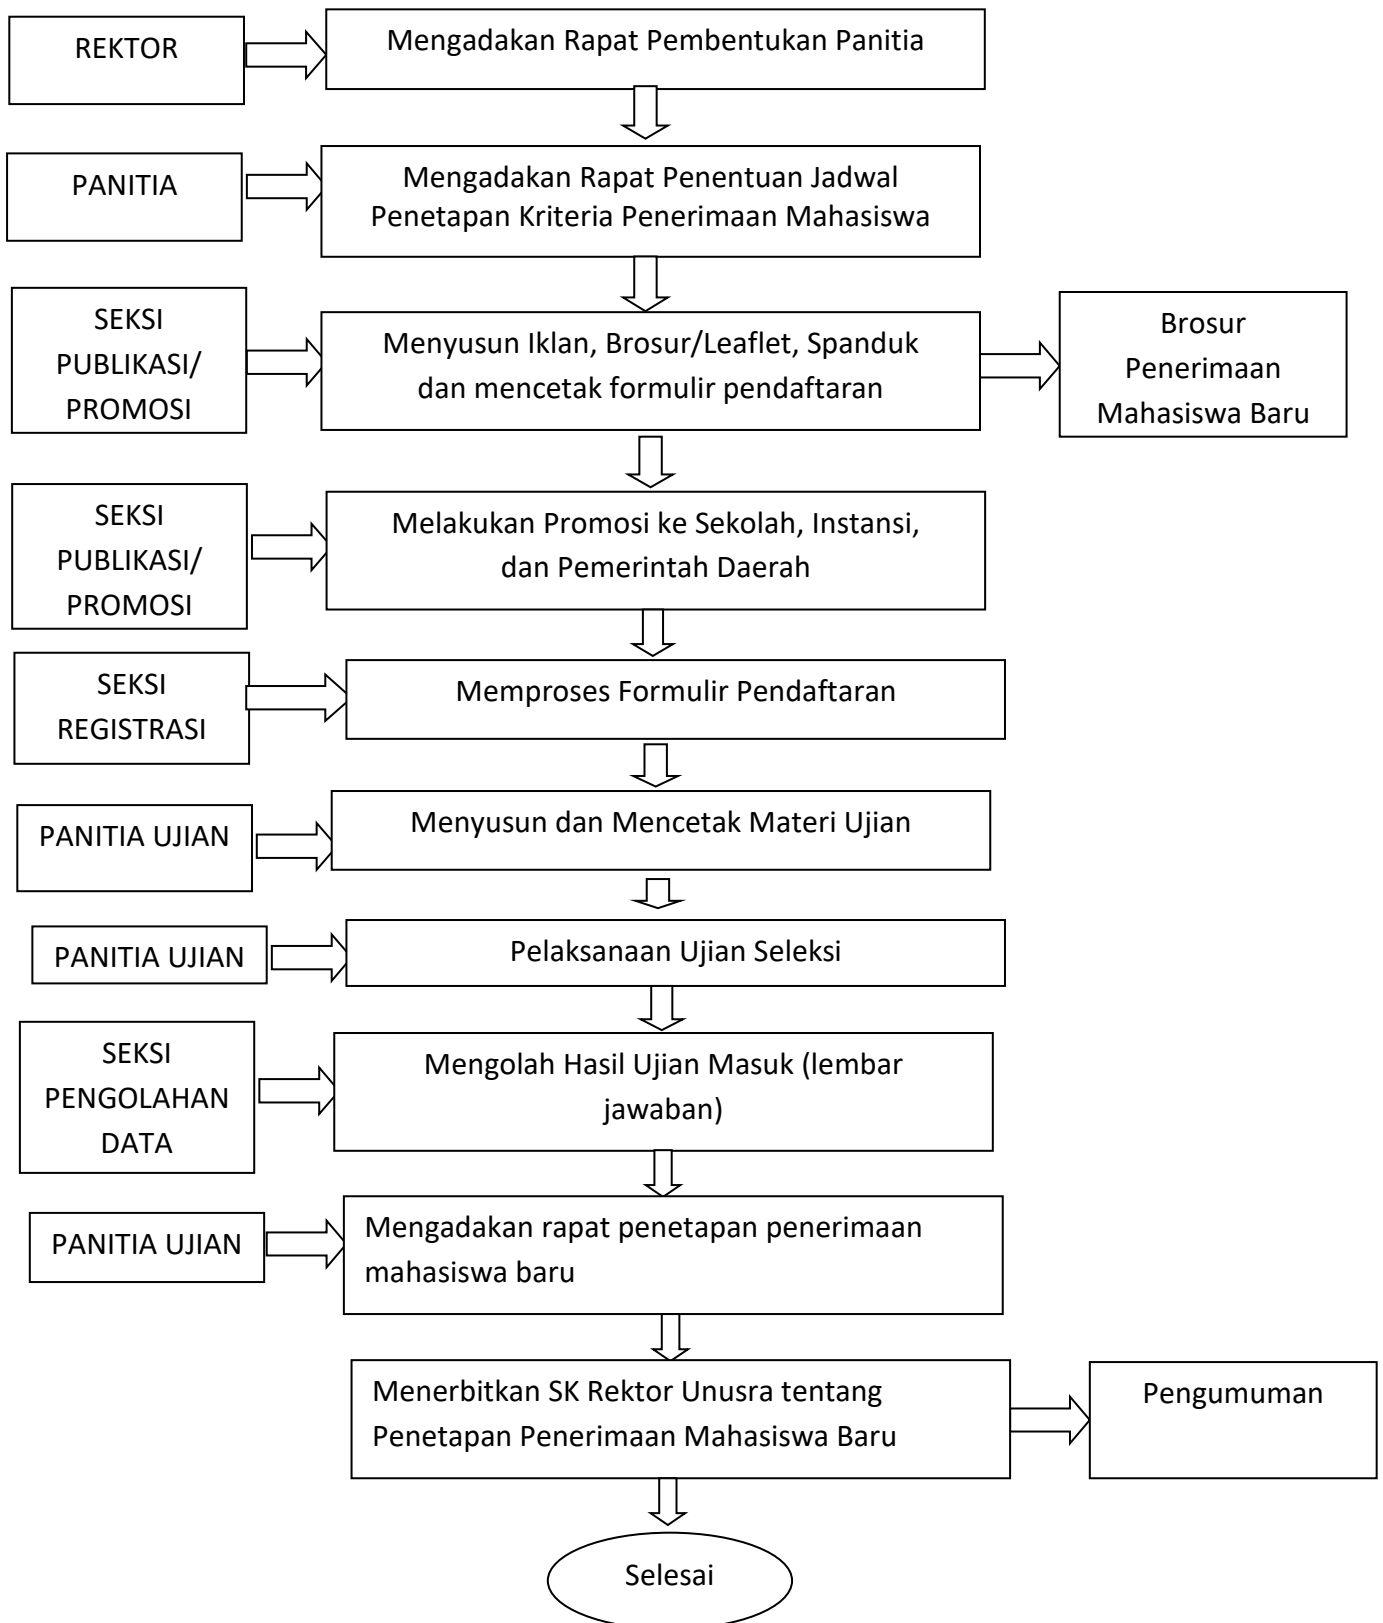 REKTOR
Mengadakan Rapat Pembentukan Panitia
PANITIA
Mengadakan Rapat Penentuan Jadwal
Penetapan Kriteria Penerimaan Mahasiswa
SEKSI
PUBLIKASI/
PROMOSI
Menyusun Iklan, Brosur/Leaflet, Spanduk
dan mencetak formulir pendaftaran
Brosur
Penerimaan
Mahasiswa Baru
SEKSI
PUBLIKASI/
PROMOSI
Melakukan Promosi ke Sekolah, Instansi,
dan Pemerintah Daerah
SEKSI
REGISTRASI
Memproses Formulir Pendaftaran
PANITIA UJIAN
Menyusun dan Mencetak Materi Ujian
PANITIA UJIAN
Pelaksanaan Ujian Seleksi
SEKSI
PENGOLAHAN
DATA
Mengolah Hasil Ujian Masuk (lembar
jawaban)
PANITIA UJIAN
Mengadakan rapat penetapan penerimaan
mahasiswa baru
Menerbitkan SK Rektor Unusra tentang
Penetapan Penerimaan Mahasiswa Baru
Pengumuman
Selesai